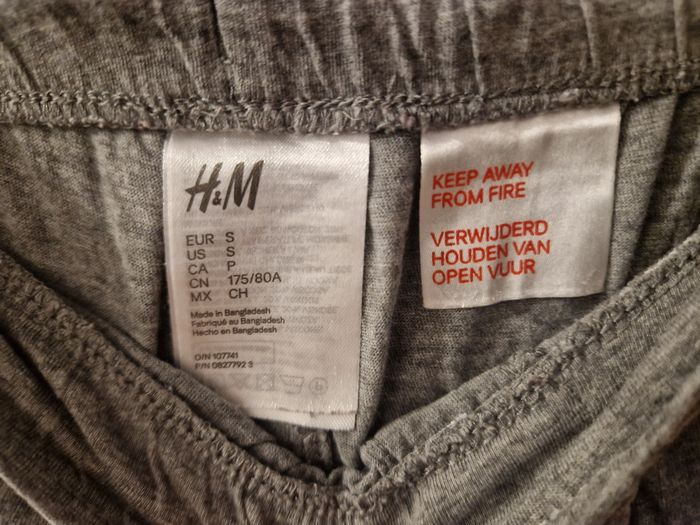 H&M
EUR S
US S
CA P
CN 175/80A
MX CH
Made in Bangladesh
Fabriqué au Bangladesh
Hecho en Bangladesh
O/N 107741
P/N 0827792 3
KEEP AWAY
FROM FIRE
VERWIJDERD
HOUDEN VAN
OPEN VUUR